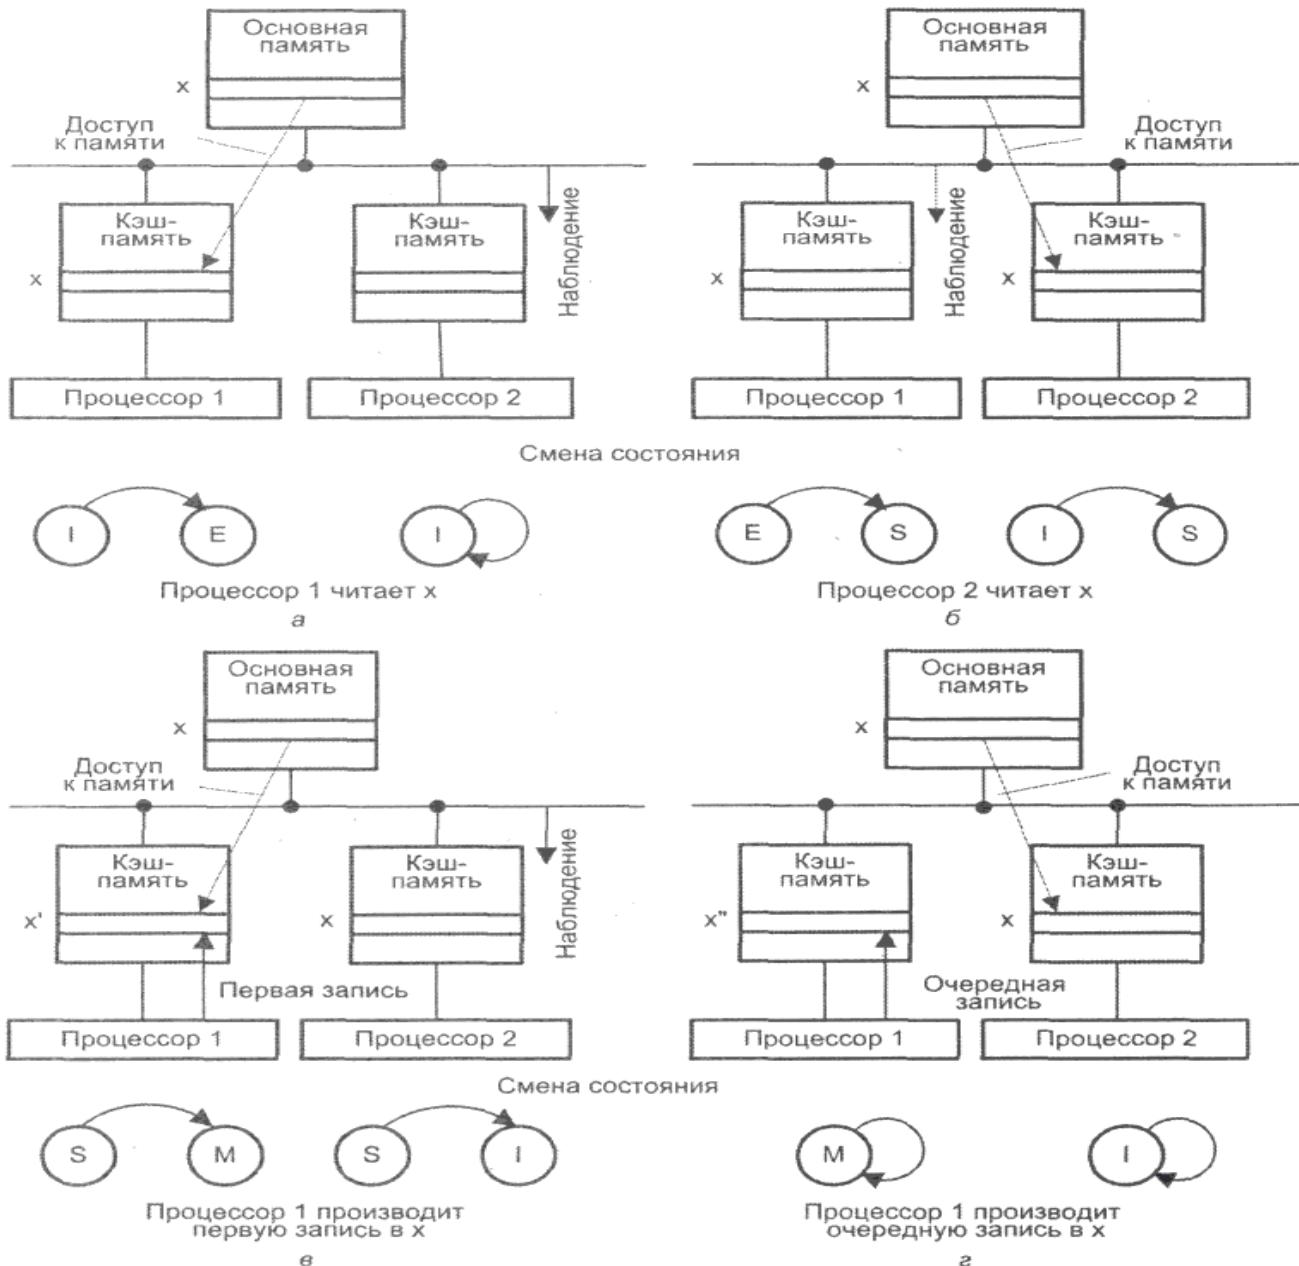 Основная
память
x
Доступ
к памяти
Кэш-
память
x
Кэш-
память
Наблюдение
Процессор 1
Процессор 2
Основная
память
x
Доступ
к памяти
Кэш-
память
x
Наблюдение
Кэш-
память
x
Процессор 1
Процессор 2
Смена состояния
I
E
I
Процессор 1 читает x
а
E
S
I
S
Процессор 2 читает x
б
Основная
память
x
Доступ
к памяти
Кэш-
память
x'
Кэш-
память
x
Наблюдение
Первая запись
Процессор 1
Процессор 2
Основная
память
x
Доступ
к памяти
Кэш-
память
x"
Кэш-
память
x
Очередная
запись
Процессор 1
Процессор 2
Смена состояния
S
M
S
I
Процессор 1 производит
первую запись в x
в
M
I
Процессор 1 производит
очередную запись в x
г